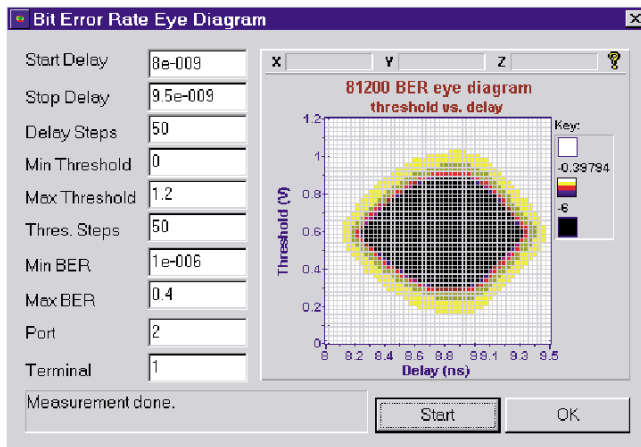 Bit Error Rate Eye Diagram
Start Delay 8e-009
Stop Delay 9.5e-009
Delay Steps 50
Min Threshold 0
Max Threshold 1.2
Thres. Steps 50
Min BER 1e-006
Max BER 0.4
Port 2
Terminal 1
Measurement done.
X Y Z ?
81200 BER eye diagram
threshold vs. delay
Threshold (V)
1.2
1.0
0.8
0.6
0.4
0.2
0
8 8.2 8.4 8.6 8.8 9 9.1 9.3 9.5
Delay (ns)
Key:
-0.39794
-6
Start OK